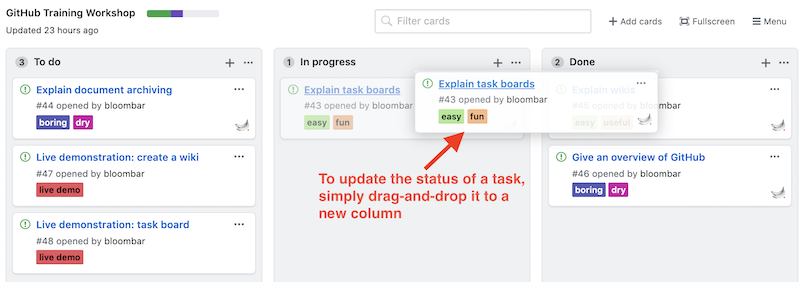 GitHub Training Workshop
Updated 23 hours ago
Filter cards
+ Add cards
Fullscreen
Menu
3 To do
Explain document archiving
#44 opened by bloombar
boring dry
Live demonstration: create a wiki
#47 opened by bloombar
live demo
Live demonstration: task board
#48 opened by bloombar
live demo
1 In progress
Explain task boards
#43 opened by bloombar
easy fun
Explain task boards
#43 opened by bloombar
easy fun
To update the status of a task,
simply drag-and-drop it to a
new column
2 Done
Explain wikis
opened by bloombar
easy useful
Give an overview of GitHub
#46 opened by bloombar
boring dry